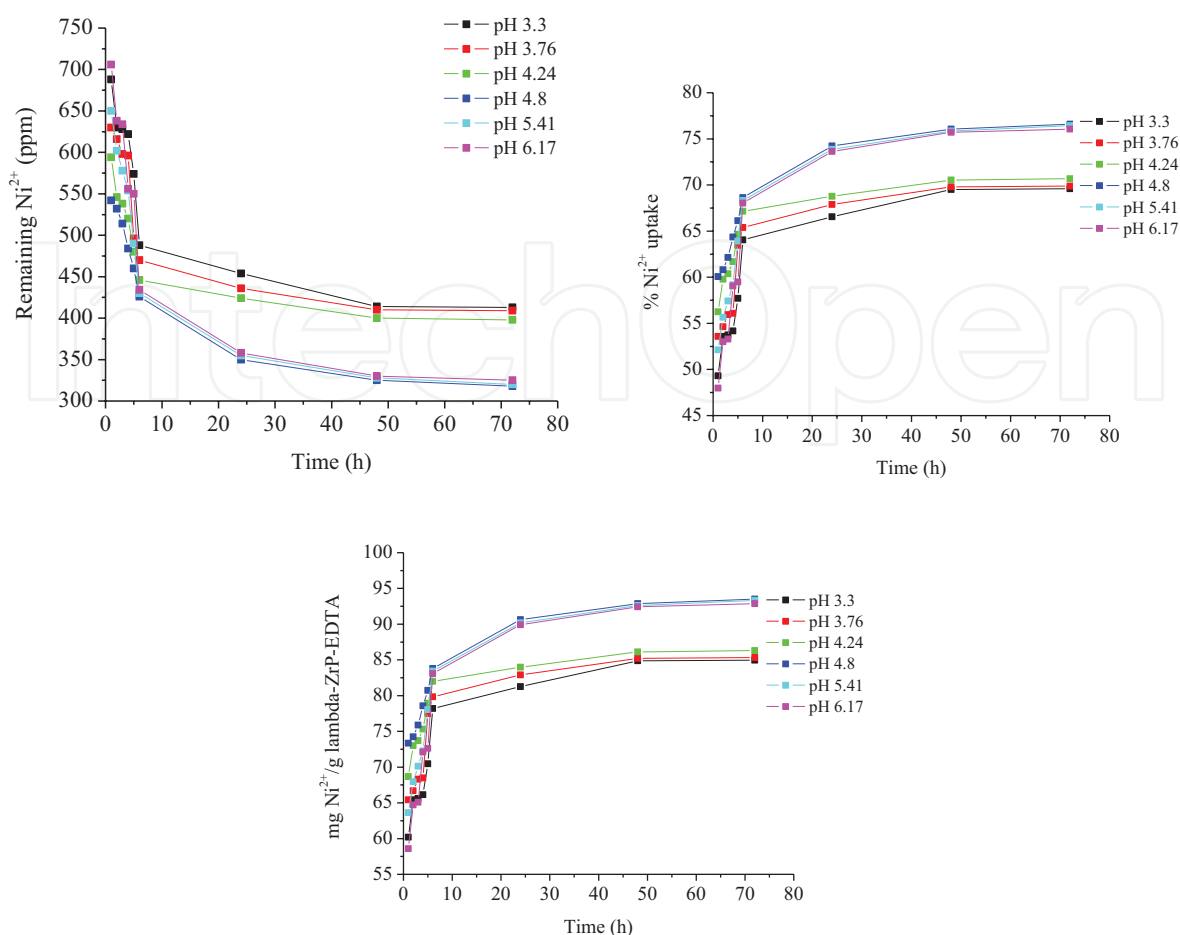 750
700
650
600
550
500
450
400
350
300
0 10 20 30 40 50 60 70 80
Time (h)
Remaining Ni²⁺ (ppm)
pH 3.3
pH 3.76
pH 4.24
pH 4.8
pH 5.41
pH 6.17
80
75
70
65
60
55
50
45
0 10 20 30 40 50 60 70 80
Time (h)
% Ni²⁺ uptake
pH 3.3
pH 3.76
pH 4.24
pH 4.8
pH 5.41
pH 6.17
100
95
90
85
80
75
70
65
60
55
0 10 20 30 40 50 60 70 80
Time (h)
mg Ni²⁺/g lambda-ZrP-EDTA
pH 3.3
pH 3.76
pH 4.24
pH 4.8
pH 5.41
pH 6.17
IntechOpen